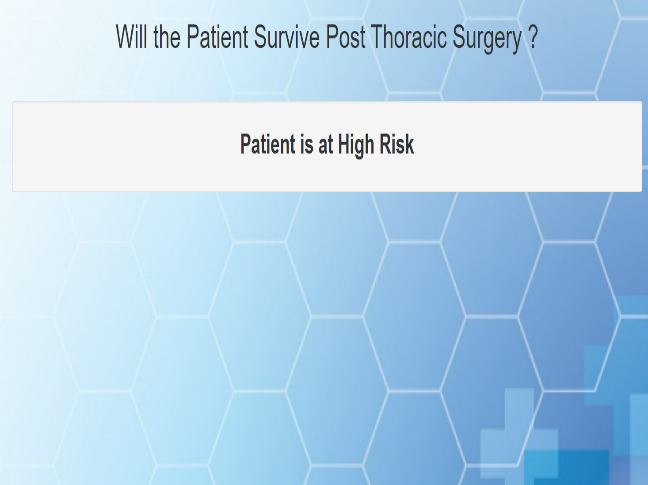 Will the Patient Survive Post Thoracic Surgery ?
Patient is at High Risk